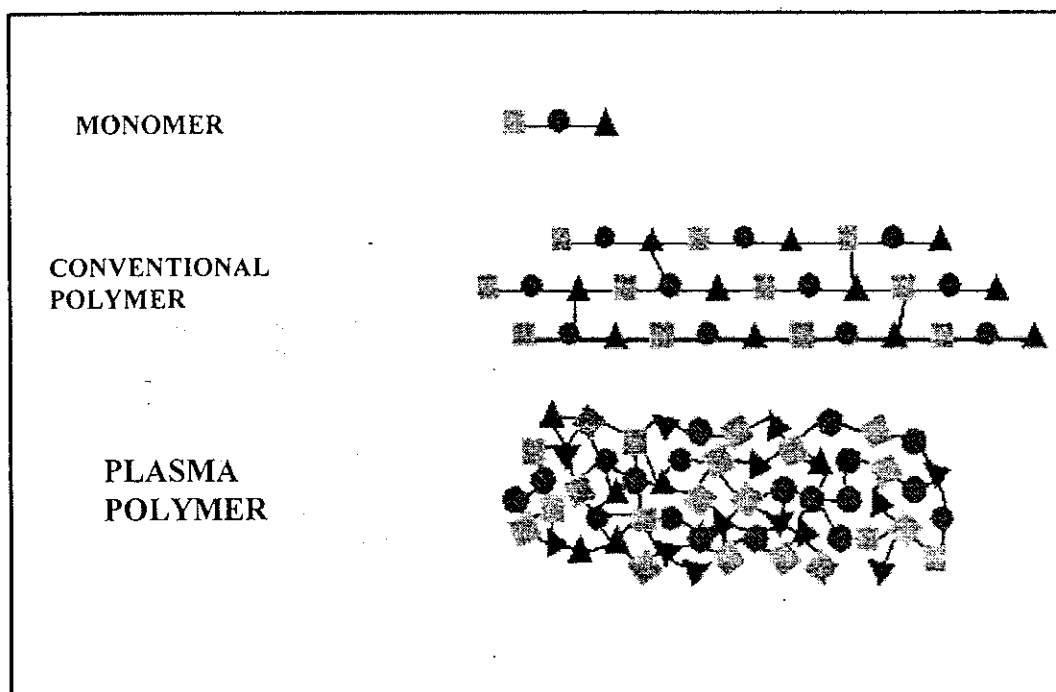 MONOMER
CONVENTIONAL
POLYMER
PLASMA
POLYMER